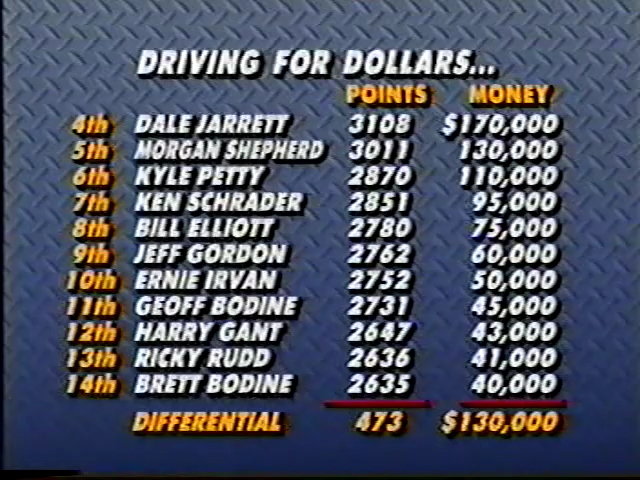 DRIVING FOR DOLLARS...
POINTS MONEY
4th DALE JARRETT 3108 $170,000
5th MORGAN SHEPHERD 3011 130,000
6th KYLE PETTY 2870 110,000
7th KEN SCHRADER 2851 95,000
8th BILL ELLIOTT 2780 75,000
9th JEFF GORDON 2762 60,000
10th ERNIE IRVAN 2752 50,000
11th GEOFF BODINE 2731 45,000
12th HARRY GANT 2647 43,000
13th RICKY RUDD 2636 41,000
14th BRETT BODINE 2635 40,000
DIFFERENTIAL 473 $130,000